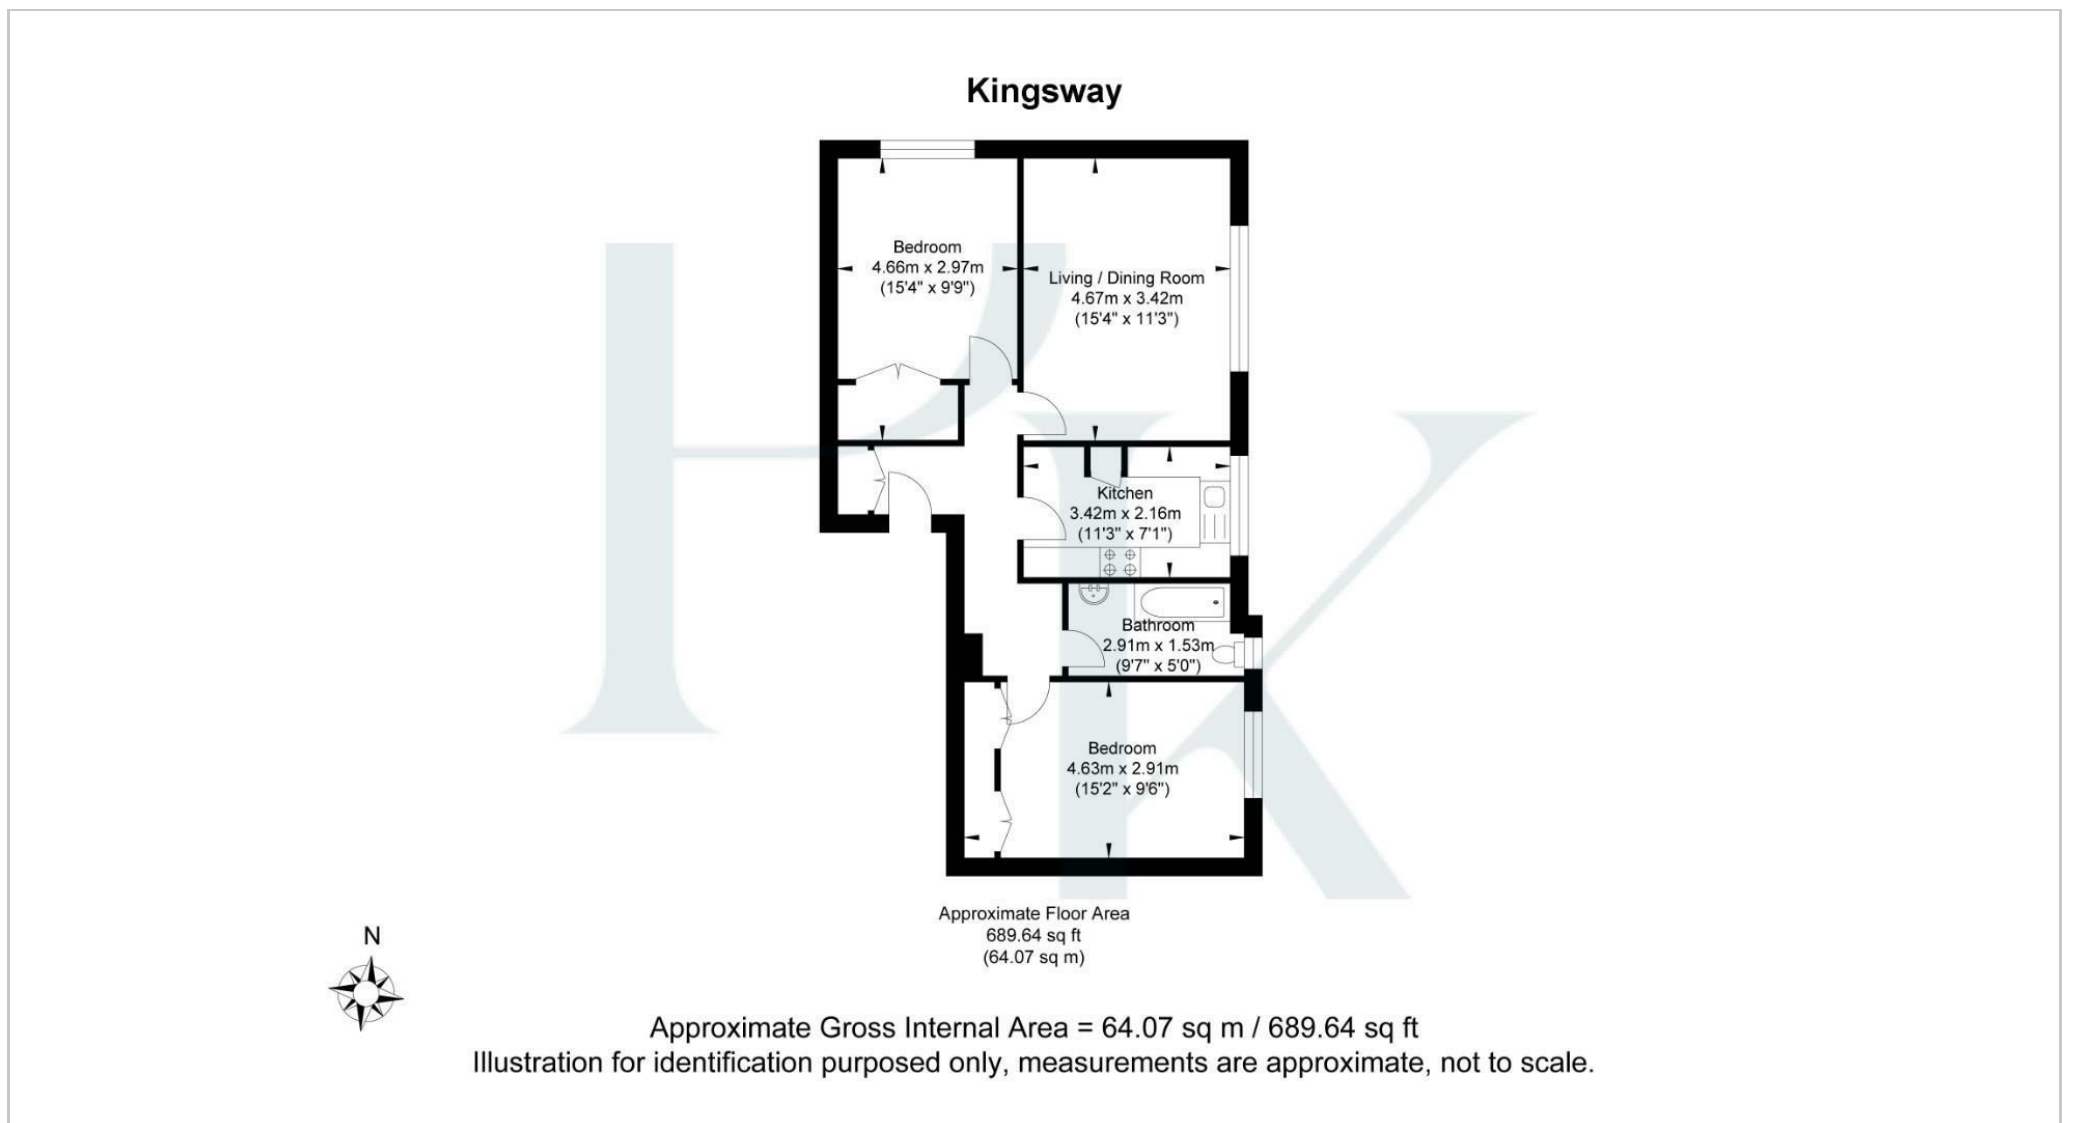 Kingsway
Bedroom
4.66m x 2.97m
(15'4" x 9'9")
Living / Dining Room
4.67m x 3.42m
(15'4" x 11'3")
Kitchen
3.42m x 2.16m
(11'3" x 7'1")
Bathroom
2.91m x 1.53m
(9'7" x 5'0")
Bedroom
4.63m x 2.91m
(15'2" x 9'6")
Approximate Floor Area
689.64 sq ft
(64.07 sq m)
N
Approximate Gross Internal Area = 64.07 sq m / 689.64 sq ft
Illustration for identification purposed only, measurements are approximate, not to scale.